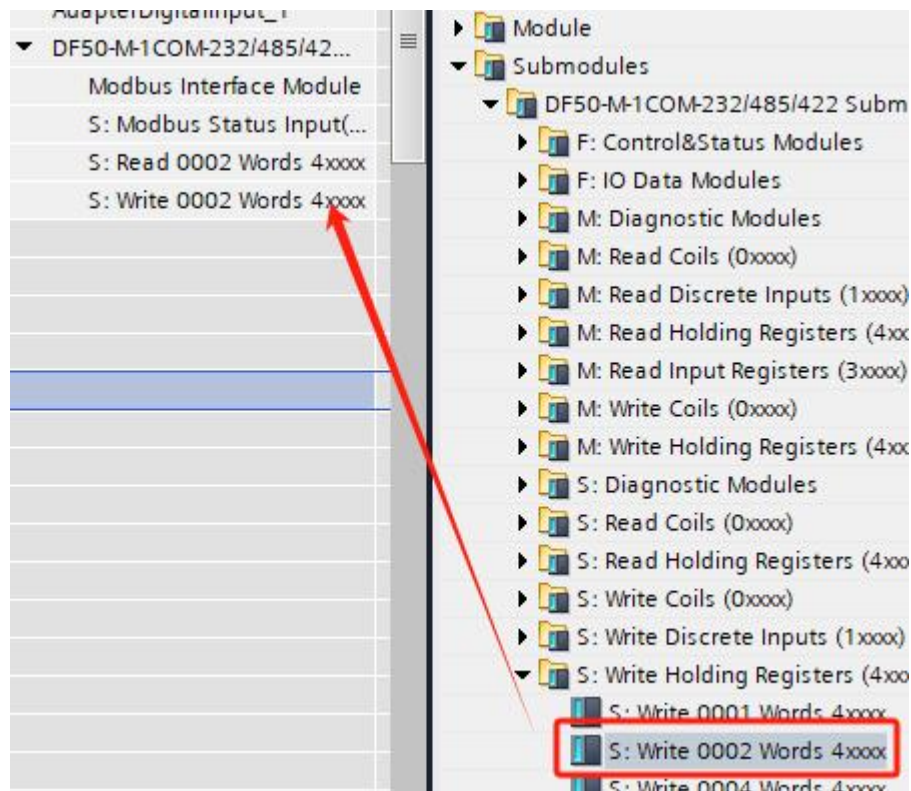 AdapterDigitalInput_1
DF50-M-1COM-232/485/42...
Modbus Interface Module
S: Modbus Status Input(...
S: Read 0002 Words 4xxxx
S: Write 0002 Words 4xxxx
Module
Submodules
DF50-M-1COM-232/485/422 Subm
F: Control&Status Modules
F: IO Data Modules
M: Diagnostic Modules
M: Read Coils (0xxxx)
M: Read Discrete Inputs (1xxxx)
M: Read Holding Registers (4xx
M: Read Input Registers (3xxxx)
M: Write Coils (0xxxx)
M: Write Holding Registers (4xx
S: Diagnostic Modules
S: Read Coils (0xxxx)
S: Read Holding Registers (4xxx
S: Write Coils (0xxxx)
S: Write Discrete Inputs (1xxxx)
S: Write Holding Registers (4xxx
S: Write 0001 Words 4xxxx
S: Write 0002 Words 4xxxx
S: Write 0004 Words 4xxxx